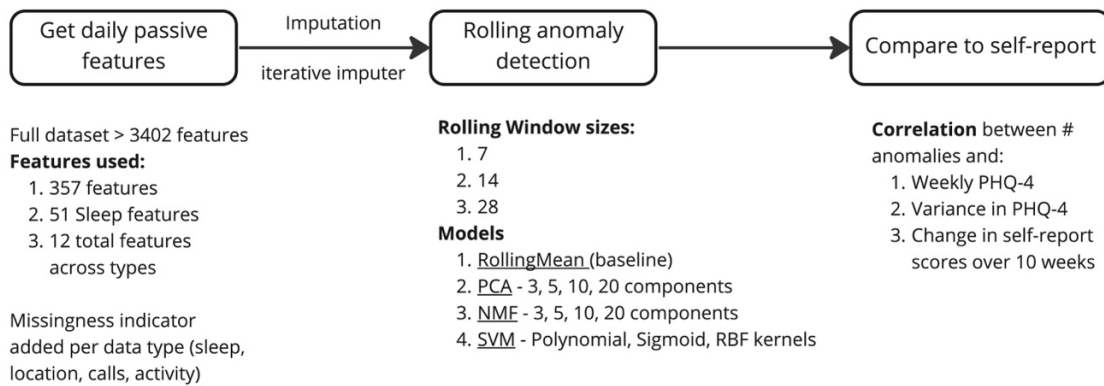 Get daily passive
features
Imputation
iterative imputer
Rolling anomaly
detection
Compare to self-report
Full dataset > 3402 features
Features used:
1. 357 features
2. 51 Sleep features
3. 12 total features
across types
Missingness indicator
added per data type (sleep,
location, calls, activity)
Rolling Window sizes:
1. 7
2. 14
3. 28
Models
1. RollingMean (baseline)
2. PCA - 3, 5, 10, 20 components
3. NMF - 3, 5, 10, 20 components
4. SVM - Polynomial, Sigmoid, RBF kernels
Correlation between #
anomalies and:
1. Weekly PHQ-4
2. Variance in PHQ-4
3. Change in self-report
scores over 10 weeks